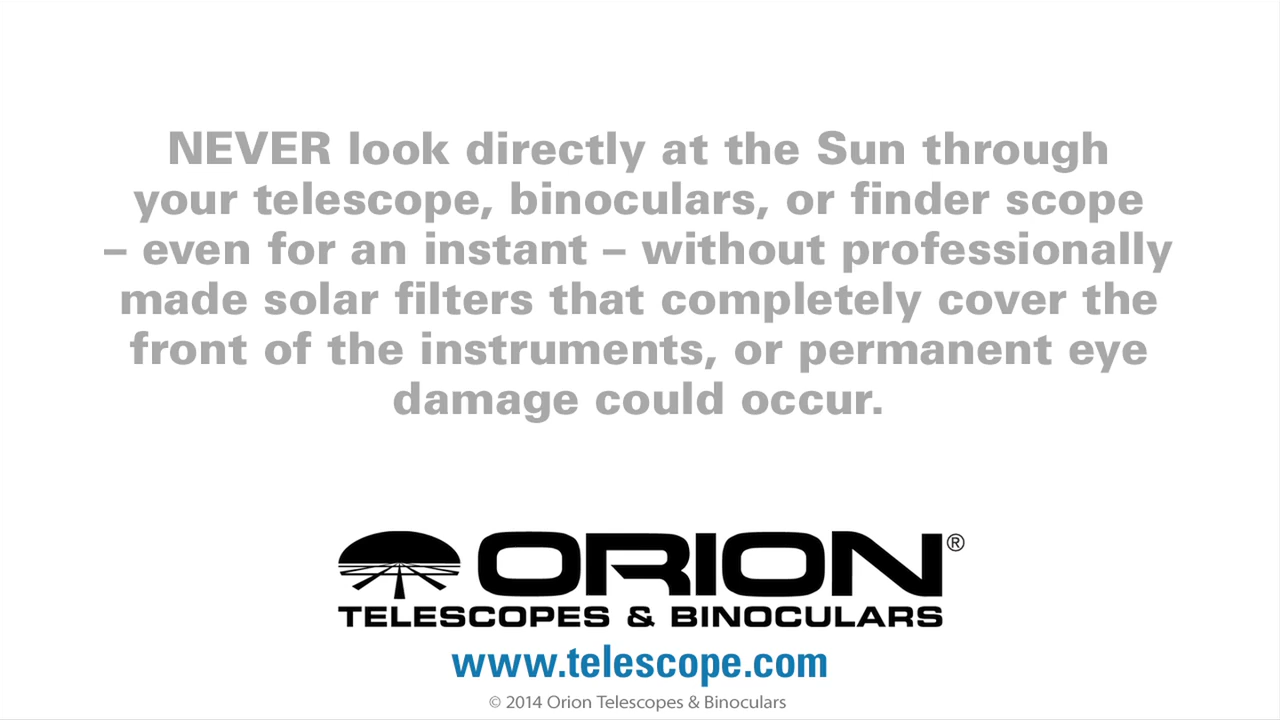 NEVER look directly at the Sun through
your telescope, binoculars, or finder scope
– even for an instant – without professionally
made solar filters that completely cover the
front of the instruments, or permanent eye
damage could occur.
ORION®
TELESCOPES & BINOCULARS
www.telescope.com
© 2014 Orion Telescopes & Binoculars